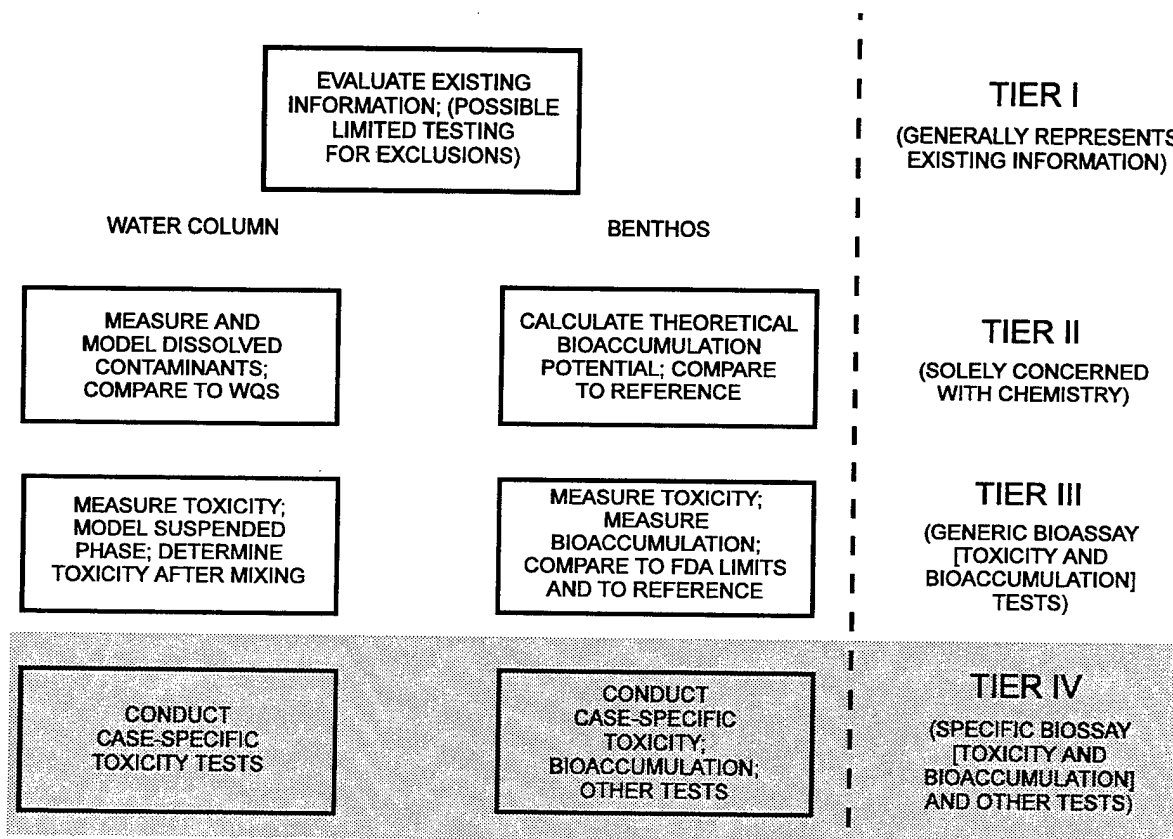 EVALUATE EXISTING
INFORMATION; (POSSIBLE
LIMITED TESTING
FOR EXCLUSIONS)
TIER I
(GENERALLY REPRESENTS
EXISTING INFORMATION)
WATER COLUMN
BENTHOS
MEASURE AND
MODEL DISSOLVED
CONTAMINANTS;
COMPARE TO WQS
CALCULATE THEORETICAL
BIOACCUMULATION
POTENTIAL; COMPARE
TO REFERENCE
TIER II
(SOLELY CONCERNED
WITH CHEMISTRY)
MEASURE TOXICITY;
MODEL SUSPENDED
PHASE; DETERMINE
TOXICITY AFTER MIXING
MEASURE TOXICITY;
MEASURE
BIOACCUMULATION;
COMPARE TO FDA LIMITS
AND TO REFERENCE
TIER III
(GENERIC BIOASSAY
[TOXICITY AND
BIOACCUMULATION]
TESTS)
CONDUCT
CASE-SPECIFIC
TOXICITY TESTS
CONDUCT
CASE-SPECIFIC
TOXICITY;
BIOACCUMULATION;
OTHER TESTS
TIER IV
(SPECIFIC BIOSSAY
[TOXICITY AND
BIOACCUMULATION]
AND OTHER TESTS)